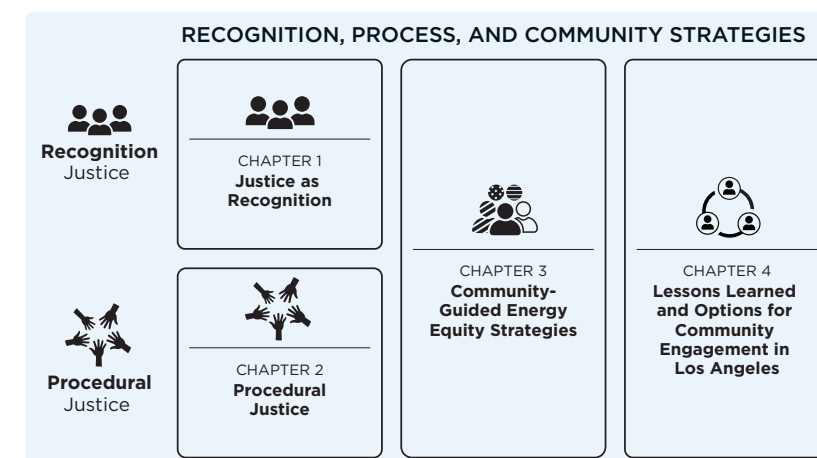 RECOGNITION, PROCESS, AND COMMUNITY STRATEGIES
Recognition
Justice
CHAPTER 1
Justice as
Recognition
Procedural
Justice
CHAPTER 2
Procedural
Justice
CHAPTER 3
Community-
Guided Energy
Equity Strategies
CHAPTER 4
Lessons Learned
and Options for
Community
Engagement in
Los Angeles